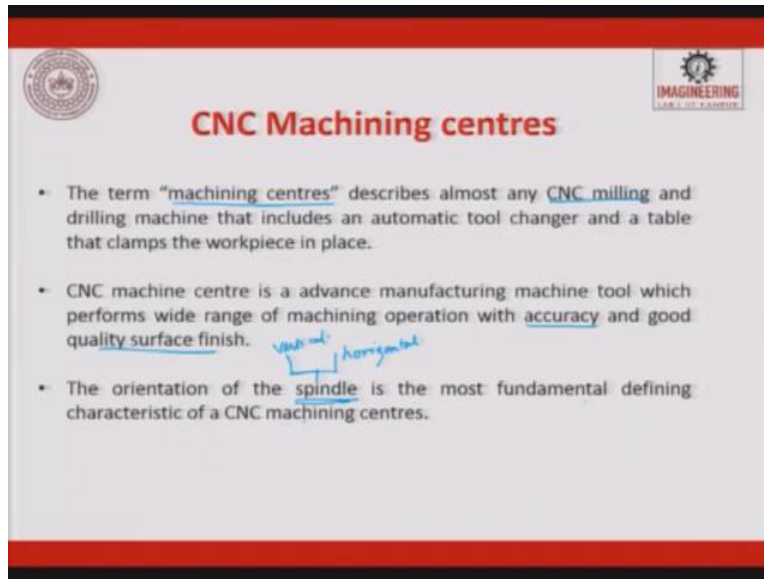 IMAGINEERING
LAB I IIT KANPUR
CNC Machining centres
• The term "machining centres" describes almost any CNC milling and
drilling machine that includes an automatic tool changer and a table
that clamps the workpiece in place.
• CNC machine centre is a advance manufacturing machine tool which
performs wide range of machining operation with accuracy and good
quality surface finish.
vertical horizontal
• The orientation of the spindle is the most fundamental defining
characteristic of a CNC machining centres.